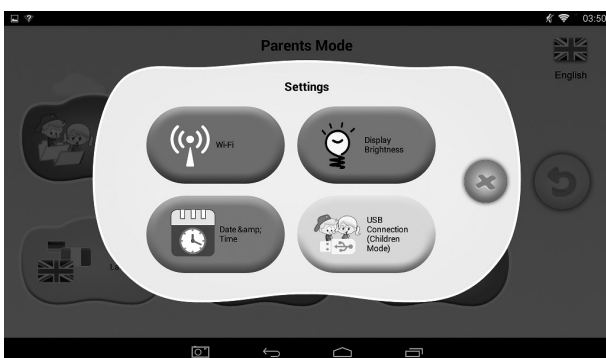 03:50
Parents Mode
English
Settings
Wi-Fi
Display
Brightness
Date &amp;
Time
USB
Connection
(Children
Mode)